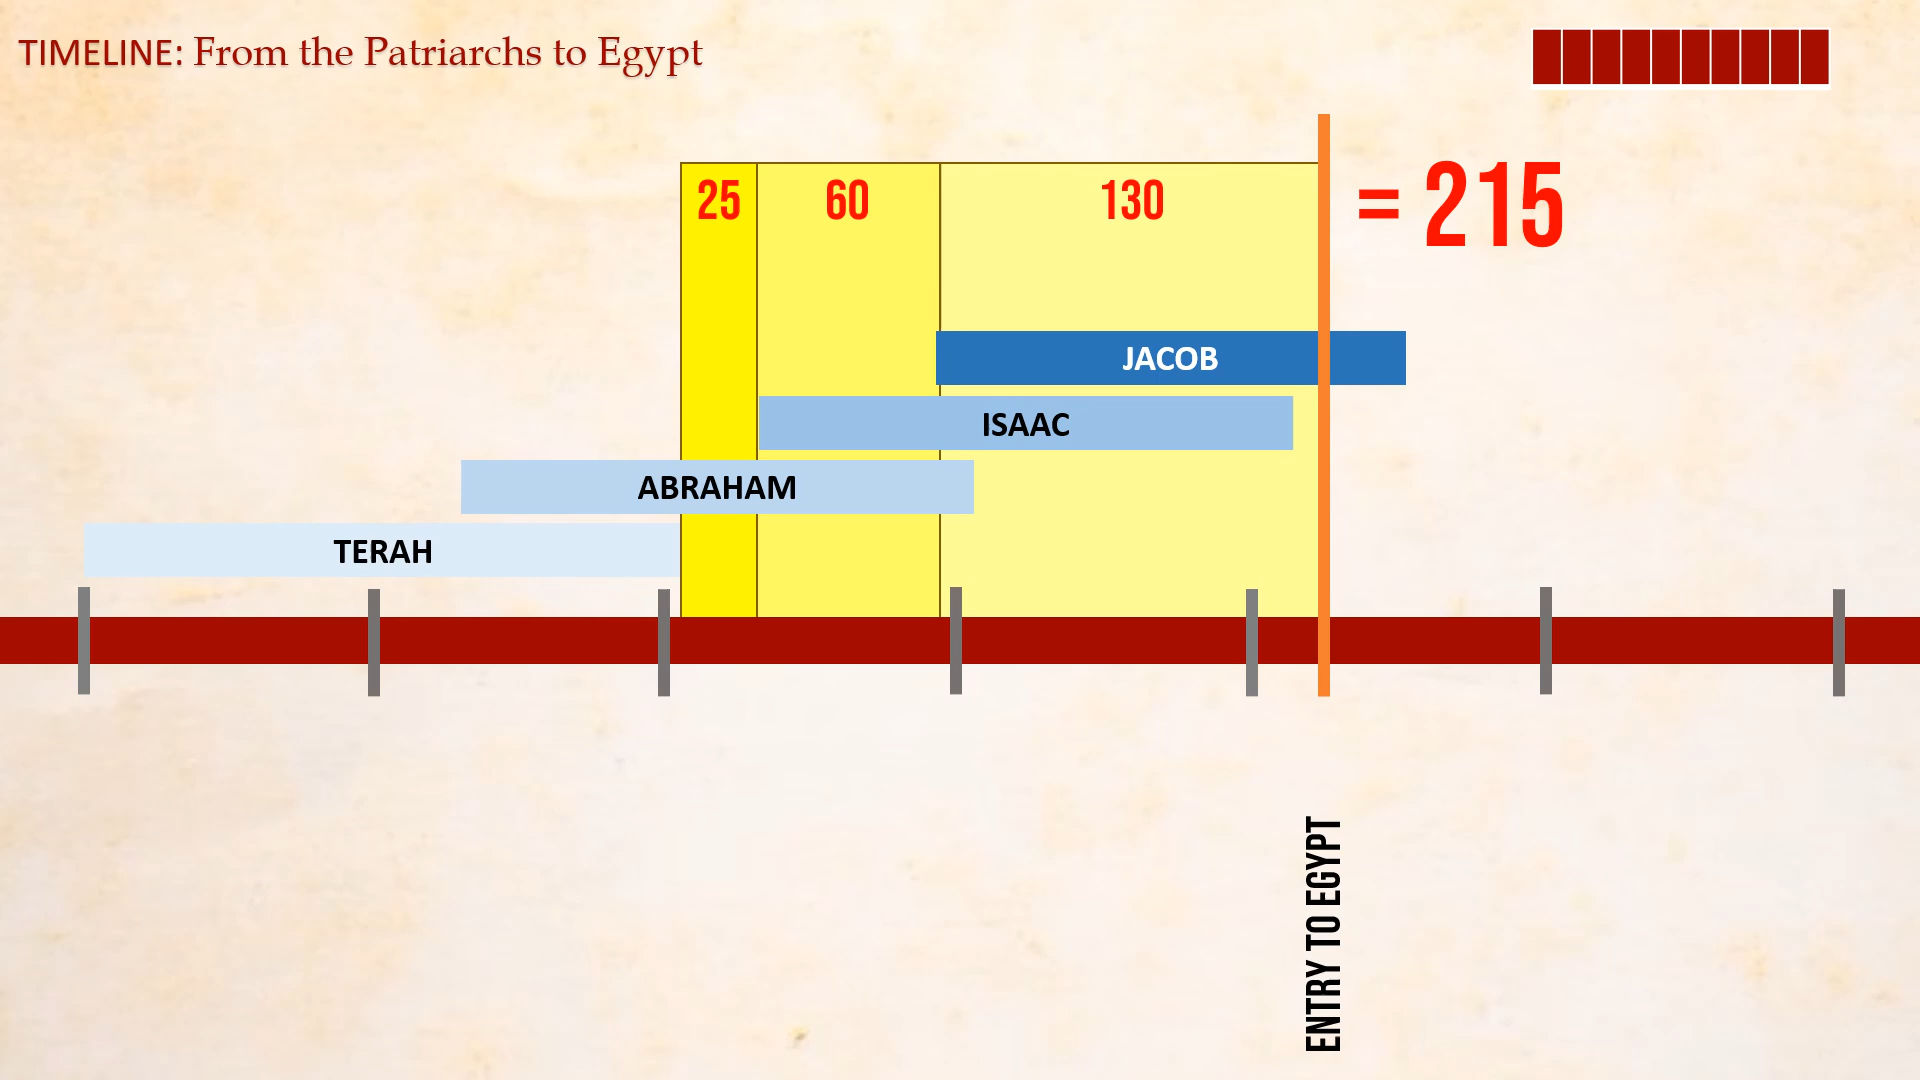 TIMELINE: From the Patriarchs to Egypt
25
60
130
= 215
JACOB
ISAAC
ABRAHAM
TERAH
ENTRY TO EGYPT